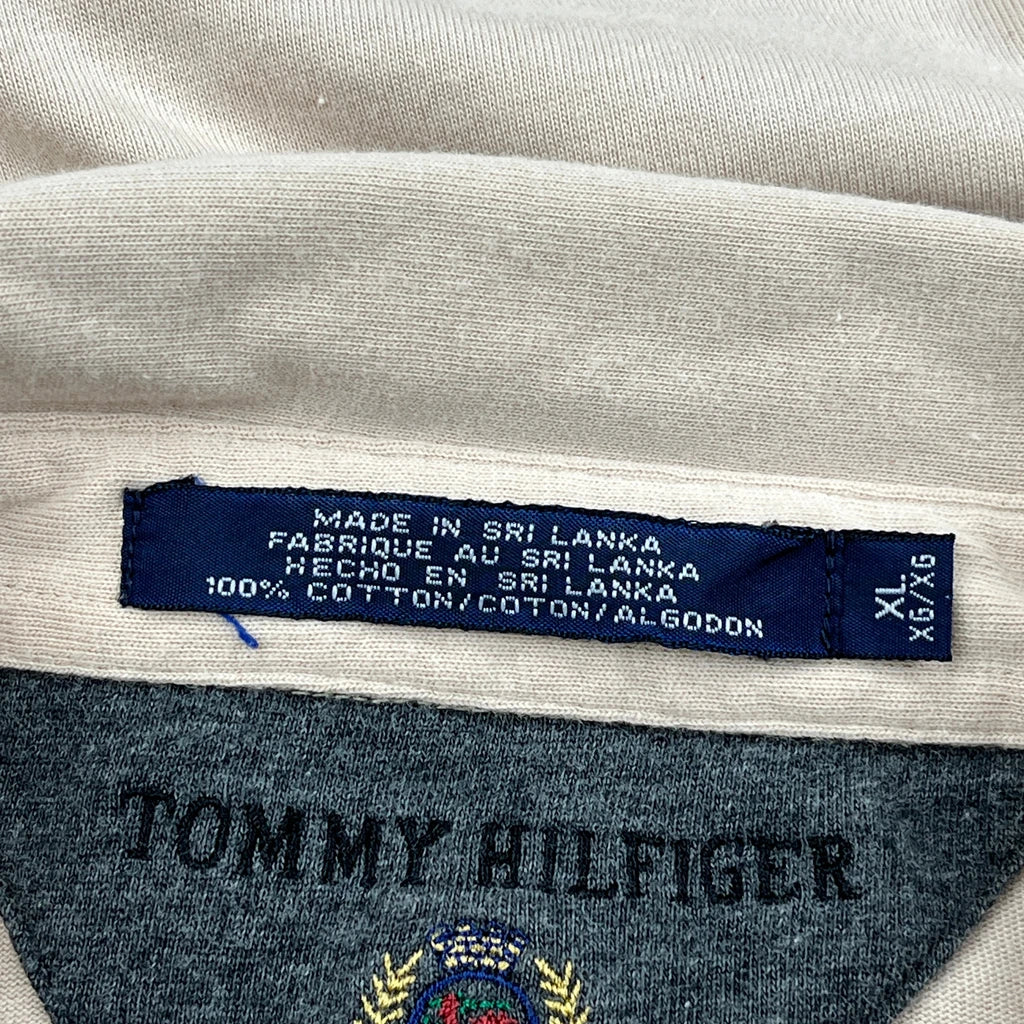 MADE IN SRI LANKA
FABRIQUE AU SRI LANKA
HECHO EN SRI LANKA
100% COTTON/COTON/ALGODON
XL
XG/XG
TOMMY HILFIGER